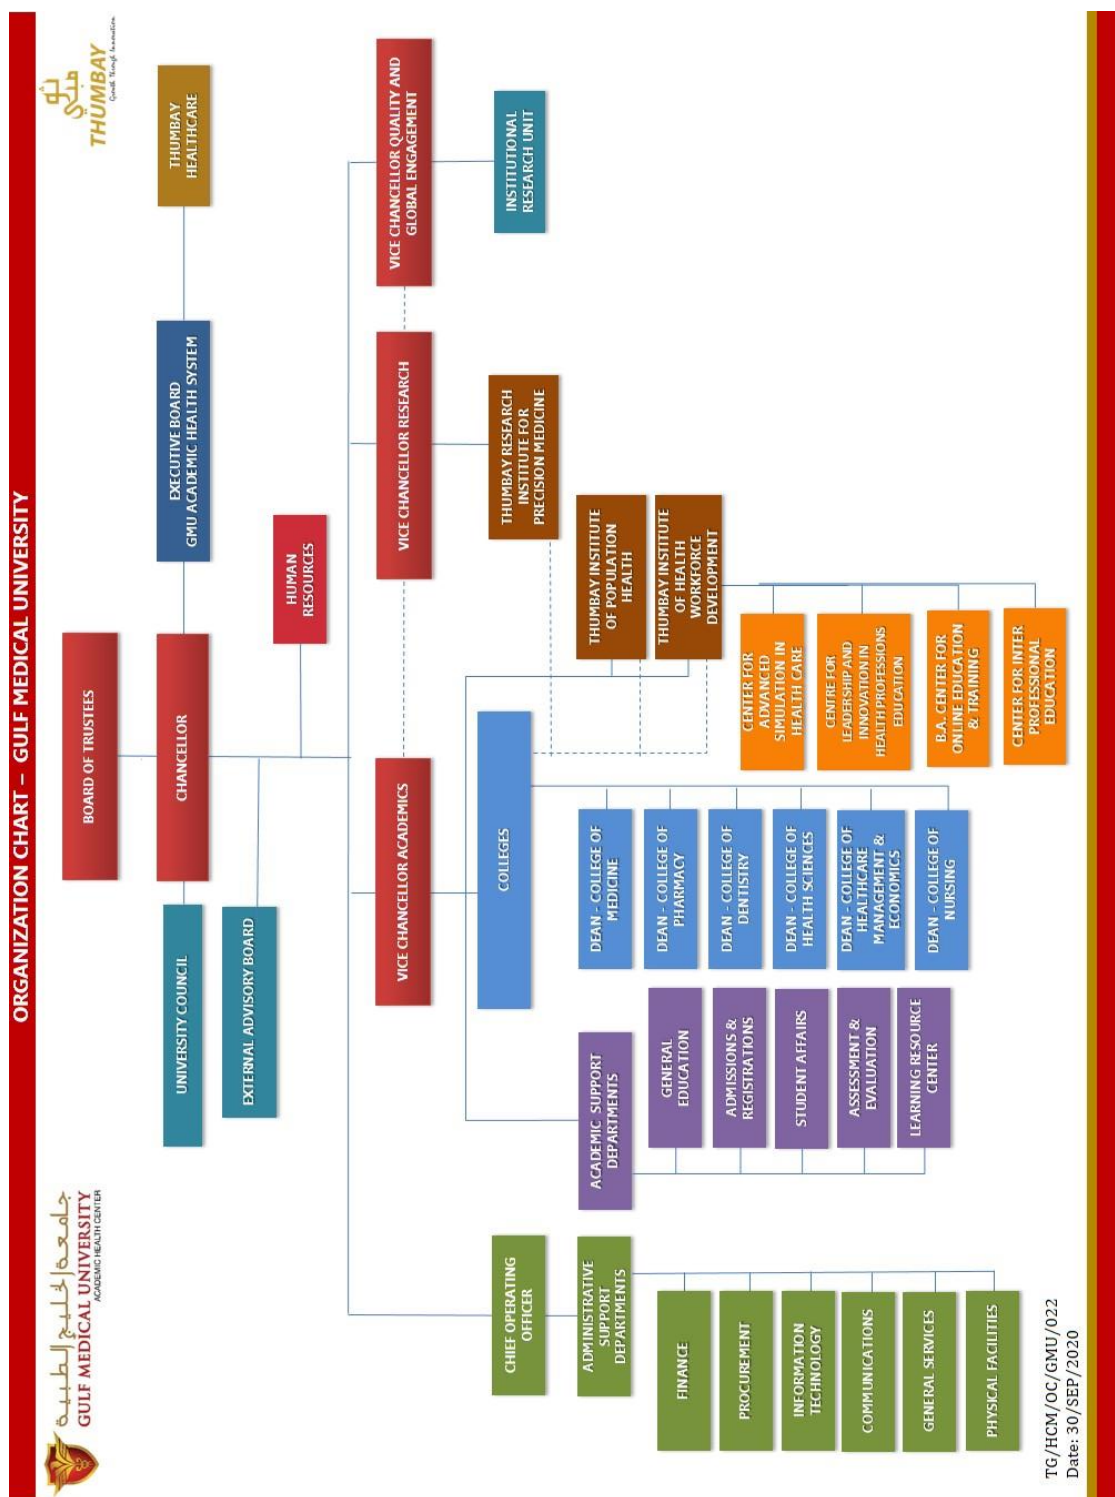 ORGANIZATION CHART – GULF MEDICAL UNIVERSITY
جامعة الخليج الطبية
GULF MEDICAL UNIVERSITY
ACADEMIC HEALTH CENTER
ثومبي
THUMBAY
Growth Through Innovation
BOARD OF TRUSTEES
UNIVERSITY COUNCIL
CHANCELLOR
EXECUTIVE BOARD
GMU ACADEMIC HEALTH SYSTEM
THUMBAY
HEALTHCARE
EXTERNAL ADVISORY BOARD
HUMAN
RESOURCES
VICE CHANCELLOR ACADEMICS
VICE CHANCELLOR RESEARCH
VICE CHANCELLOR QUALITY AND
GLOBAL ENGAGEMENT
CHIEF OPERATING
OFFICER
COLLEGES
THUMBAY RESEARCH
INSTITUTE FOR
PRECISION MEDICINE
INSTITUTIONAL
RESEARCH UNIT
ADMINISTRATIVE
SUPPORT
DEPARTMENTS
FINANCE
PROCUREMENT
INFORMATION
TECHNOLOGY
COMMUNICATIONS
GENERAL SERVICES
PHYSICAL FACILITIES
ACADEMIC SUPPORT
DEPARTMENTS
GENERAL
EDUCATION
ADMISSIONS &
REGISTRATIONS
STUDENT AFFAIRS
ASSESSMENT &
EVALUATION
LEARNING RESOURCE
CENTER
DEAN - COLLEGE OF
MEDICINE
DEAN - COLLEGE OF
PHARMACY
DEAN - COLLEGE OF
DENTISTRY
DEAN - COLLEGE OF
HEALTH SCIENCES
DEAN - COLLEGE OF
HEALTHCARE
MANAGEMENT &
ECONOMICS
DEAN - COLLEGE OF
NURSING
THUMBAY INSTITUTE
OF POPULATION
HEALTH
THUMBAY INSTITUTE
OF HEALTH
WORKFORCE
DEVELOPMENT
CENTER FOR
ADVANCED
SIMULATION IN
HEALTH CARE
CENTRE FOR
LEADERSHIP AND
INNOVATION IN
HEALTH PROFESSIONS
EDUCATION
B.A. CENTER FOR
ONLINE EDUCATION
& TRAINING
CENTER FOR INTER
PROFESSIONAL
EDUCATION
TG/HCM/OC/GMU/022
Date: 30/SEP/2020